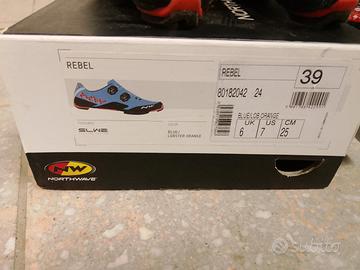 REBEL
REBEL
39
80182042 24
BLUE/LOB.ORANGE
UK US CM
6 7 25
SLW2
BLUE/
LOBSTER ORANGE
NW
NORTHWAVE
subito